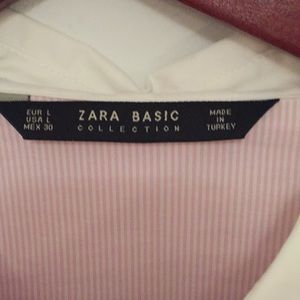 EUR L
USA L
MEX 30
ZARA BASIC
COLLECTION
MADE
IN
TURKEY